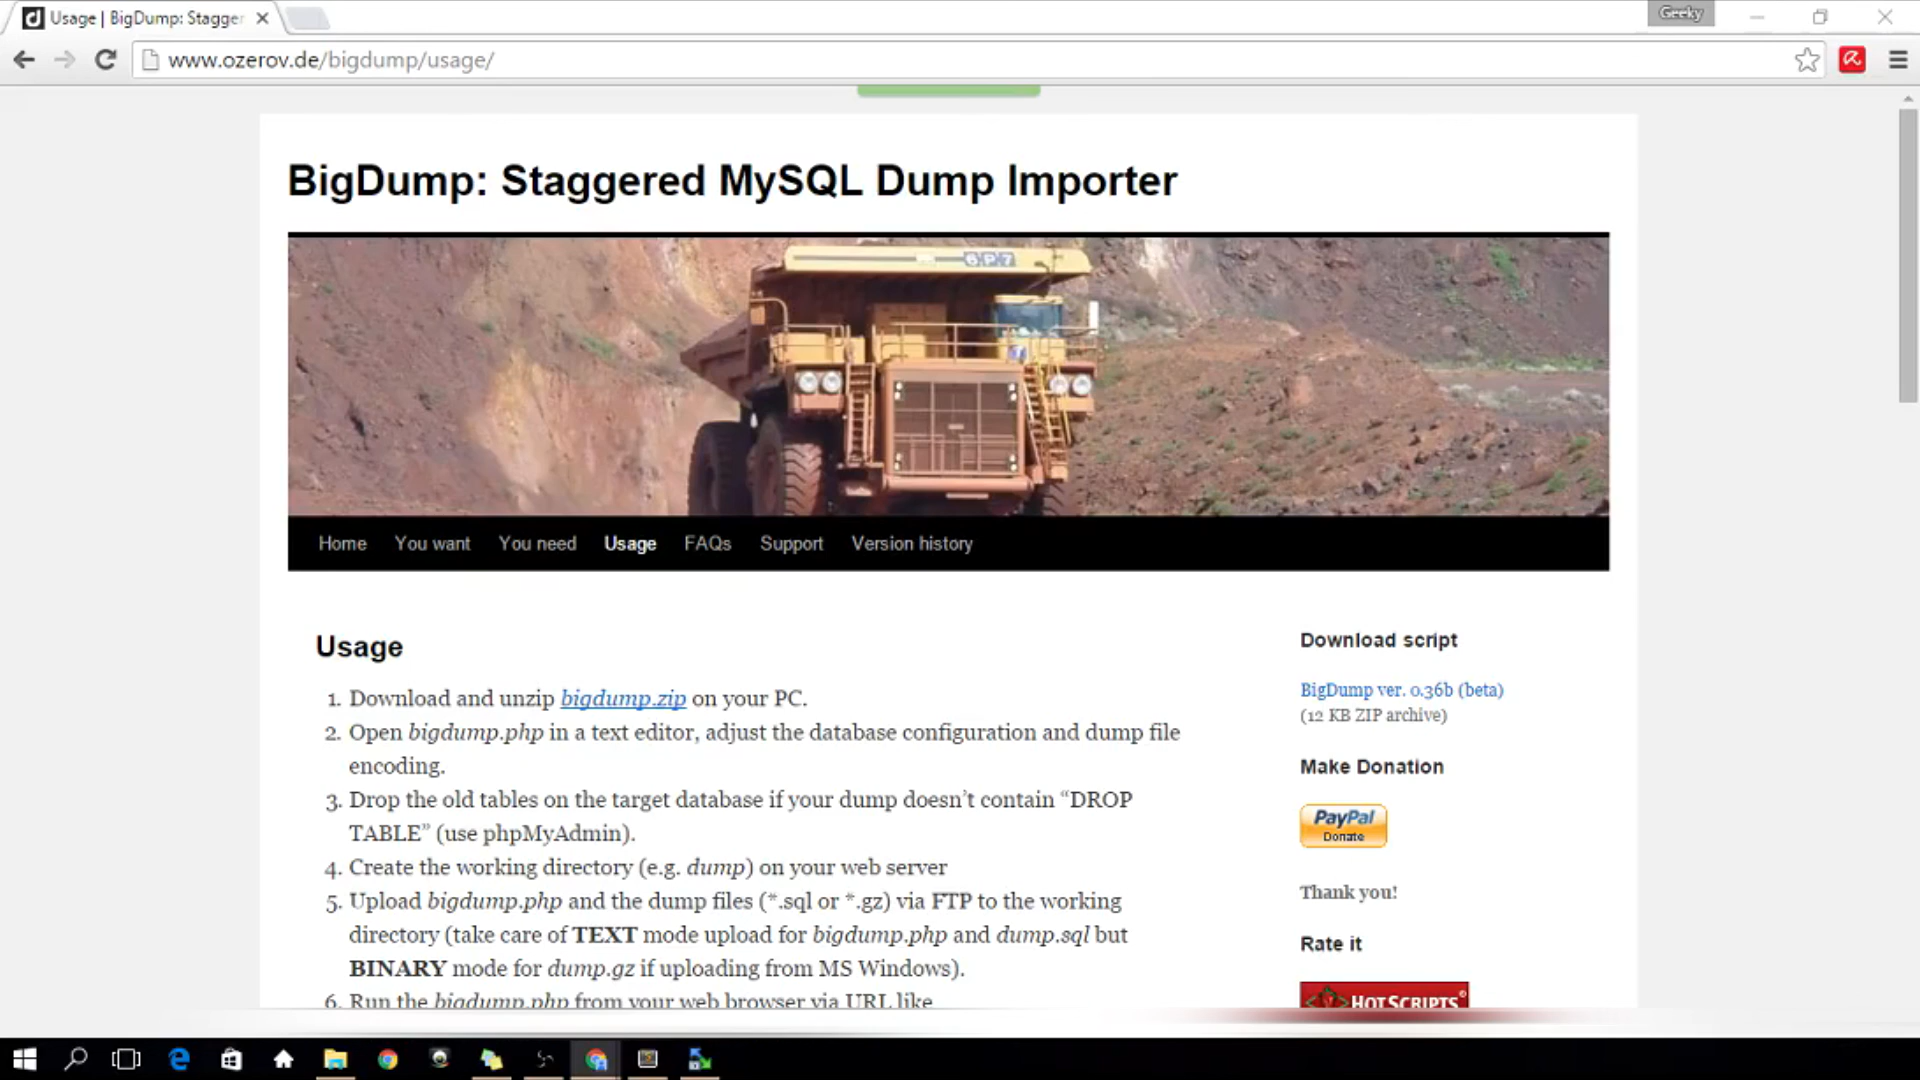 Usage | BigDump: Stagger
Geeky
www.ozerov.de/bigdump/usage/
BigDump: Staggered MySQL Dump Importer
6P7
Home You want You need Usage FAQs Support Version history
Usage
1. Download and unzip bigdump.zip on your PC.
2. Open bigdump.php in a text editor, adjust the database configuration and dump file
encoding.
3. Drop the old tables on the target database if your dump doesn't contain “DROP
TABLE” (use phpMyAdmin).
4. Create the working directory (e.g. dump) on your web server
5. Upload bigdump.php and the dump files (*.sql or *.gz) via FTP to the working
directory (take care of TEXT mode upload for bigdump.php and dump.sql but
BINARY mode for dump.gz if uploading from MS Windows).
6. Run the bigdump.php from your web browser via URL like
Download script
BigDump ver. 0.36b (beta)
(12 KB ZIP archive)
Make Donation
PayPal
Donate
Thank you!
Rate it
HOTSCRIPTS